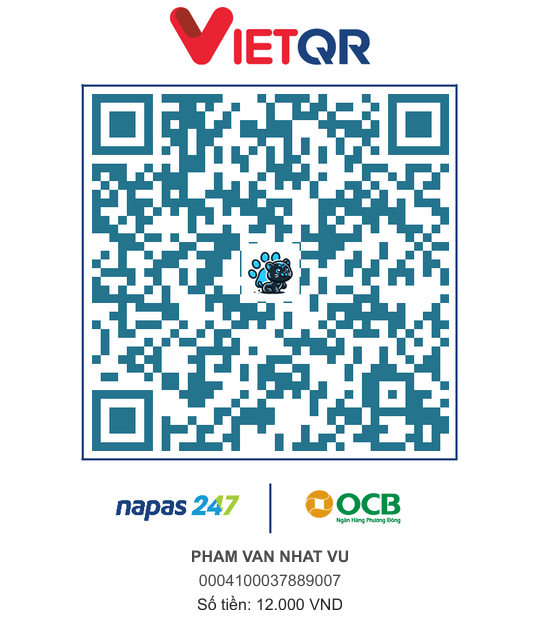 VIETQR
napas 247
OCB
Ngân Hàng Phương Đông
PHAM VAN NHAT VU
0004100037889007
Số tiền: 12.000 VND